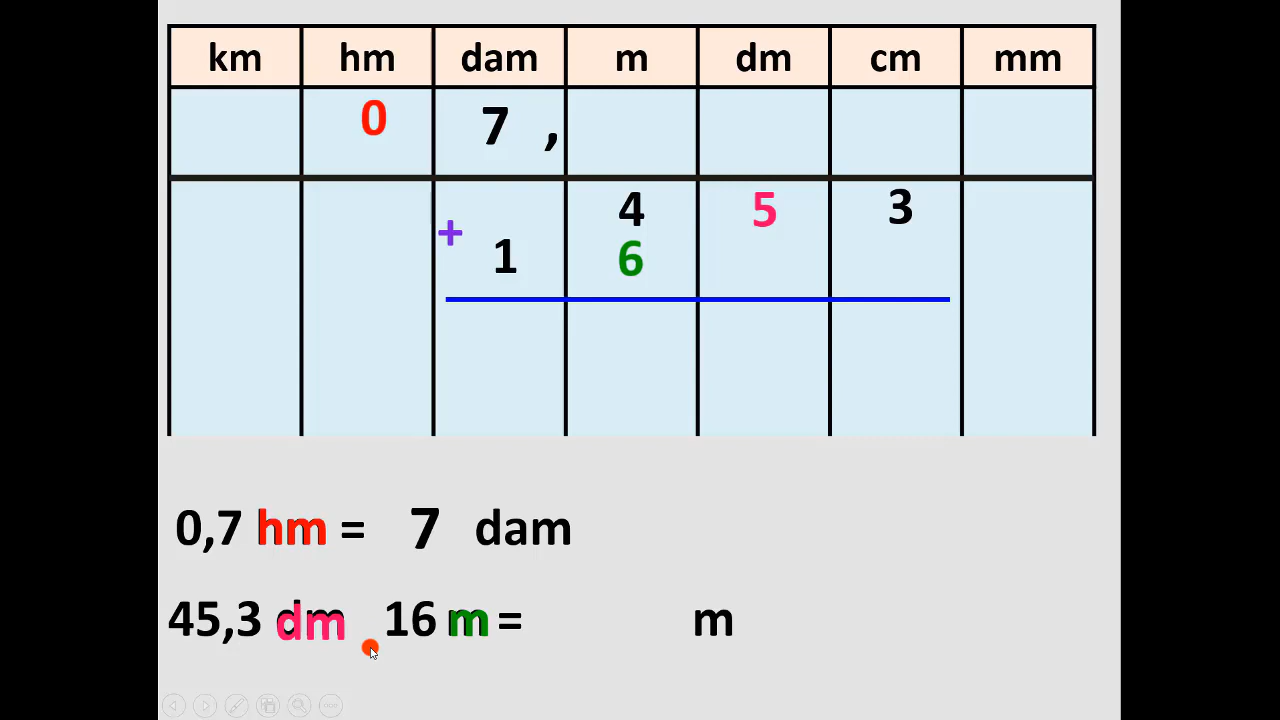 km hm dam m dm cm mm
0 7 ,
4 5 3
+ 1 6
0,7 hm = 7 dam
45,3 dm 16 m = m